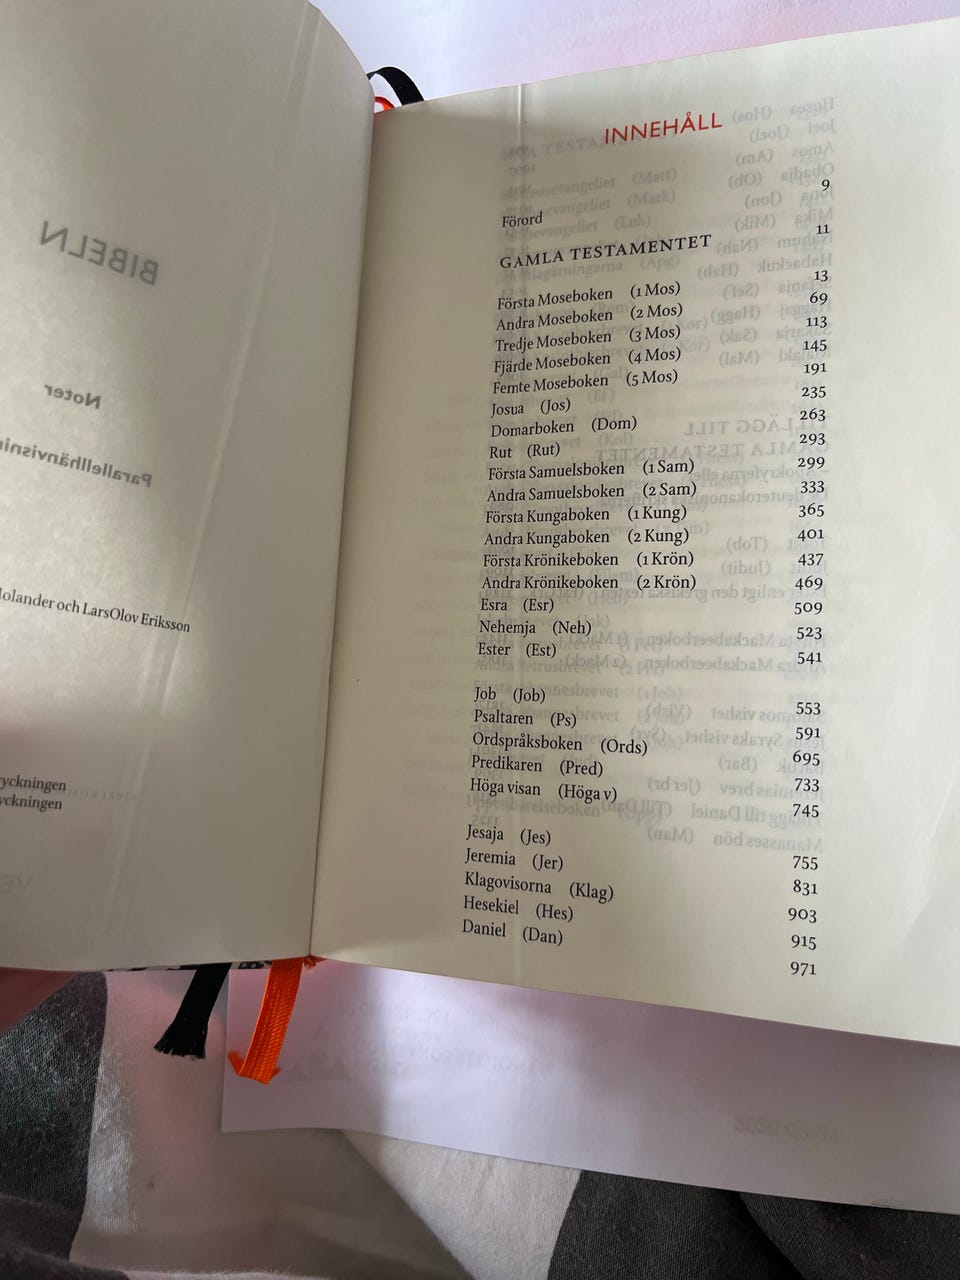 BIBELN
Noter
Parallellhänvisnin
Molander och LarsOlov Eriksson
yckningen
yckningen
INNEHÅLL
Förord 9
GAMLA TESTAMENTET 11
Första Moseboken (1 Mos) 13
Andra Moseboken (2 Mos) 69
Tredje Moseboken (3 Mos) 113
Fjärde Moseboken (4 Mos) 145
Femte Moseboken (5 Mos) 191
Josua (Jos) 235
Domarboken (Dom) 263
Rut (Rut) 293
Första Samuelsboken (1 Sam) 299
Andra Samuelsboken (2 Sam) 333
Första Kungaboken (1 Kung) 365
Andra Kungaboken (2 Kung) 401
Första Krönikeboken (1 Krön) 437
Andra Krönikeboken (2 Krön) 469
Esra (Esr) 509
Nehemja (Neh) 523
Ester (Est) 541
Job (Job) 553
Psaltaren (Ps) 591
Ordspråksboken (Ords) 695
Predikaren (Pred) 733
Höga visan (Höga v) 745
Jesaja (Jes) 755
Jeremia (Jer) 831
Klagovisorna (Klag) 903
Hesekiel (Hes) 915
Daniel (Dan) 971